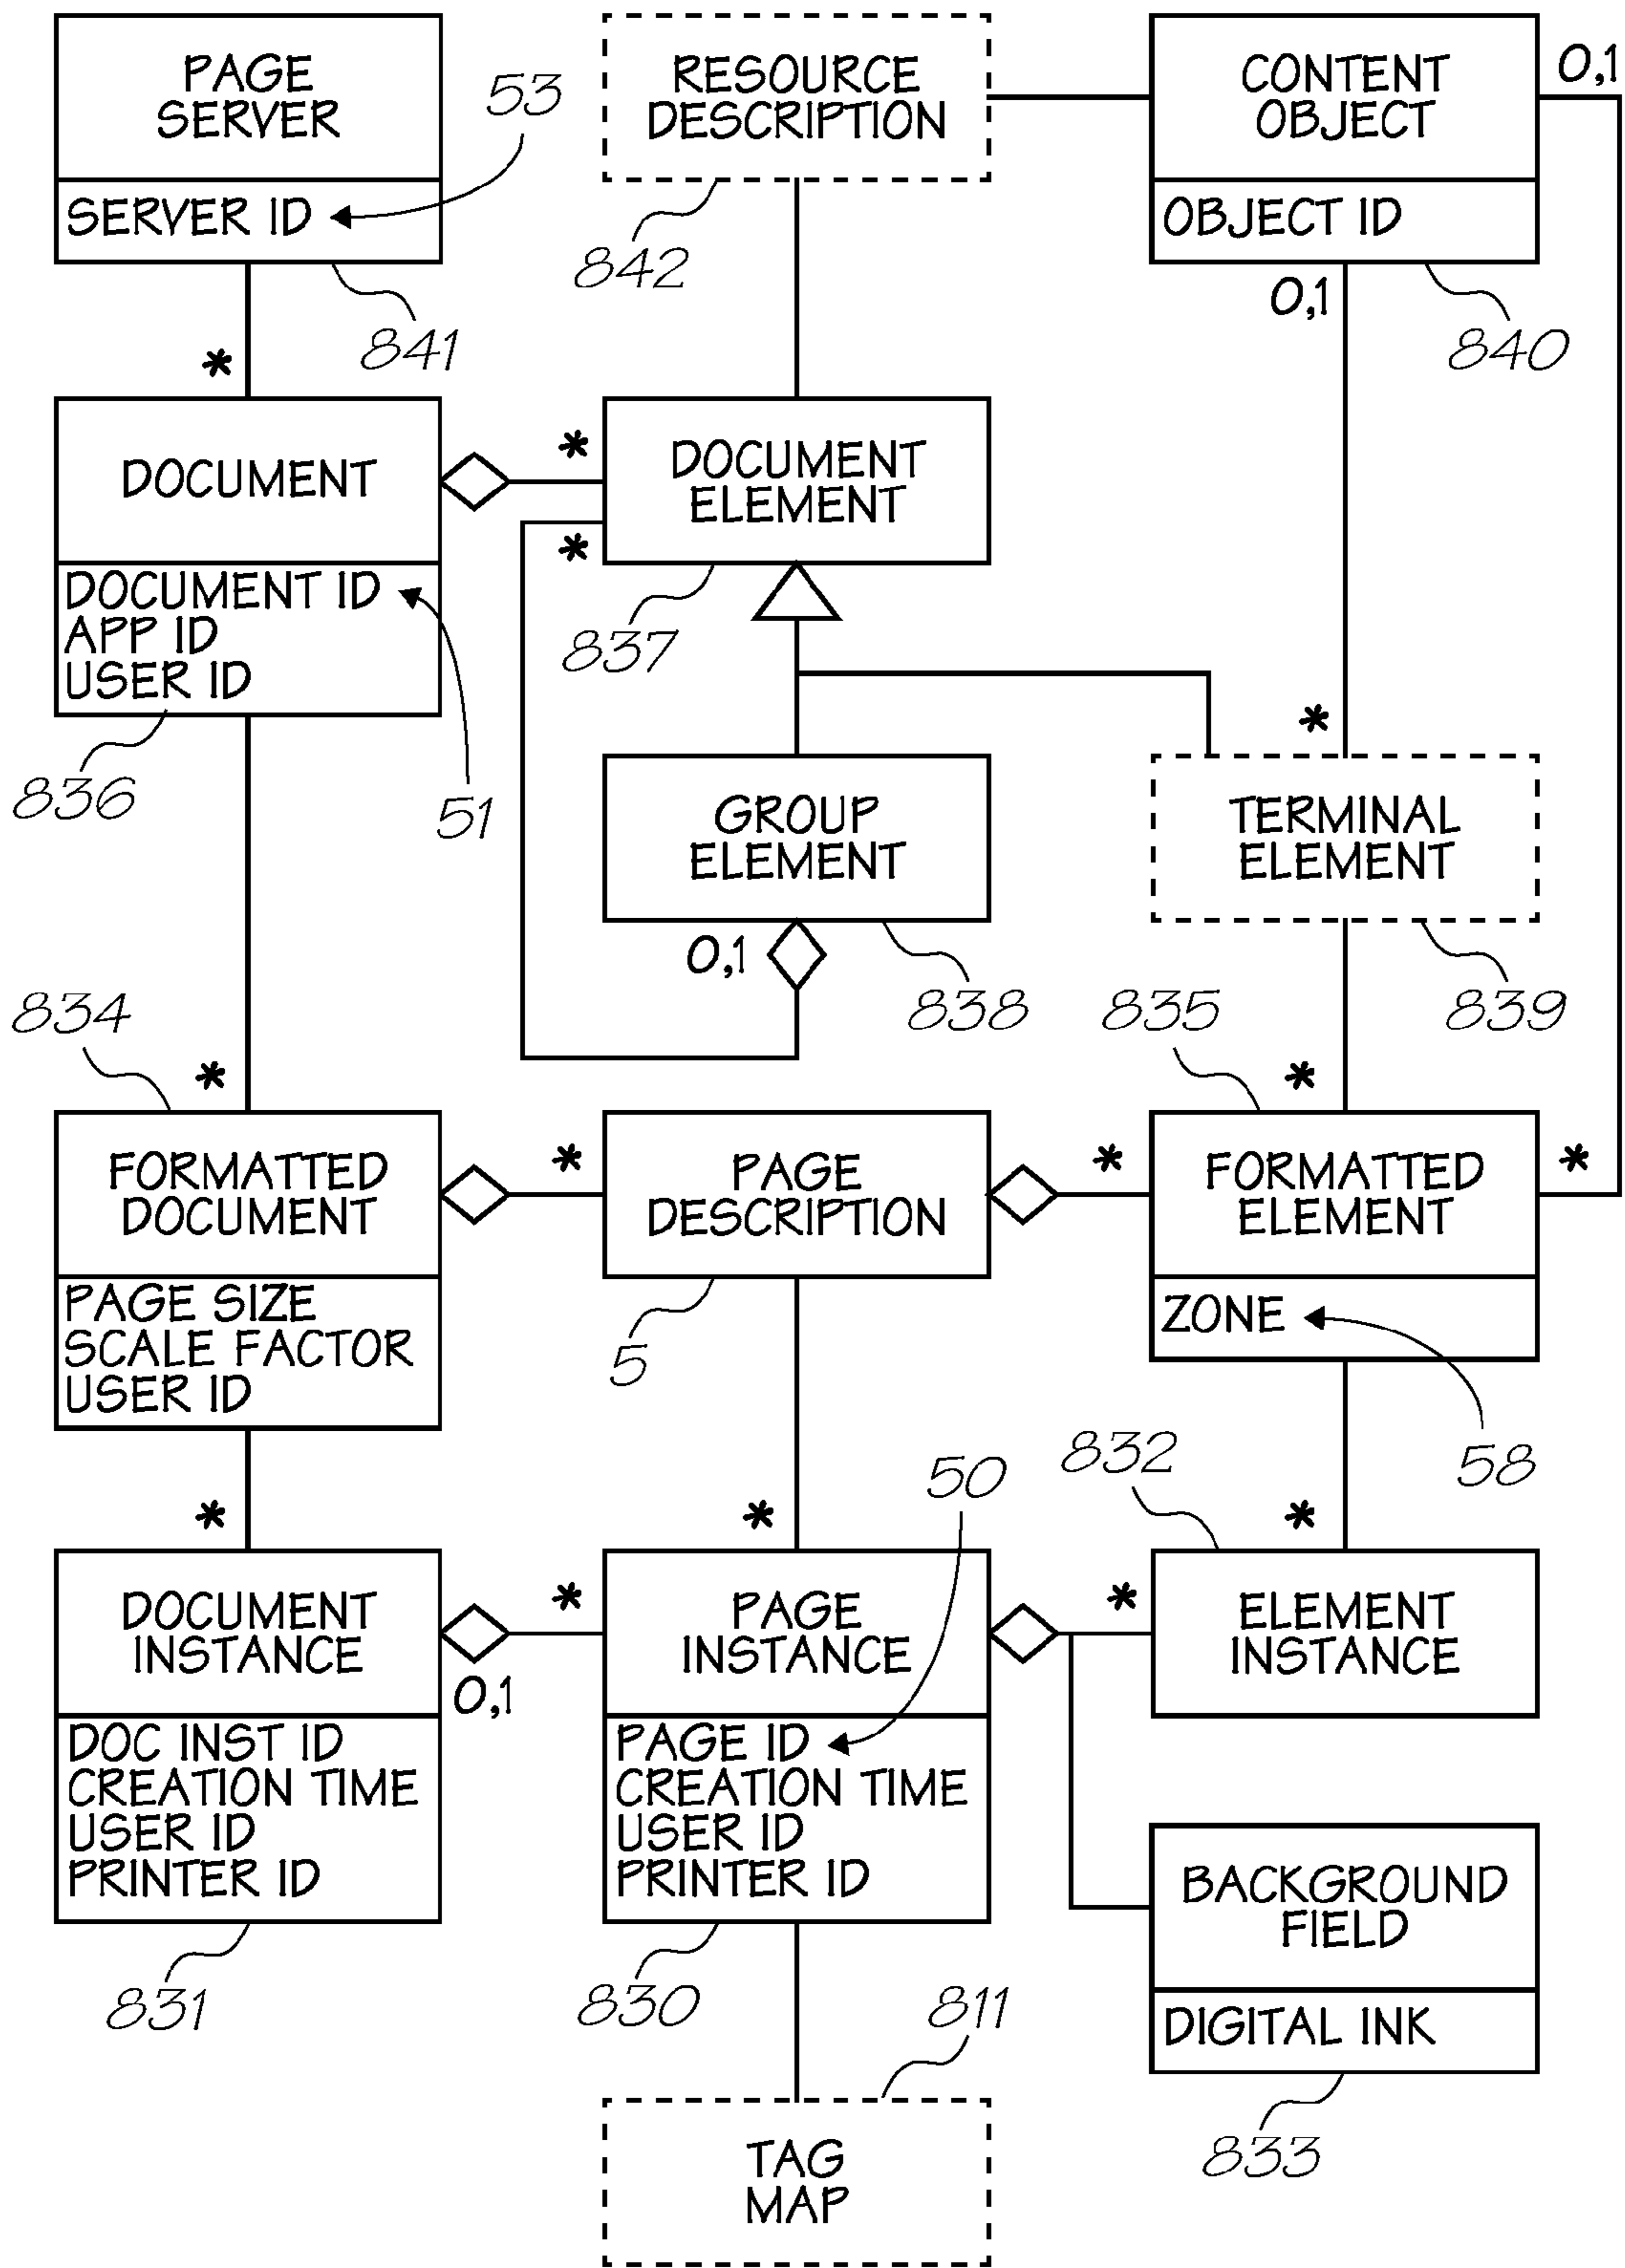 PAGE
SERVER
53
SERVER ID
841
RESOURCE
DESCRIPTION
842
CONTENT
OBJECT
0,1
OBJECT ID
0,1
840
*
DOCUMENT
*
DOCUMENT
ELEMENT
*
DOCUMENT ID
APP ID
USER ID
837
836
51
*
GROUP
ELEMENT
TERMINAL
ELEMENT
0,1
838
839
834
835
*
*
FORMATTED
DOCUMENT
*
PAGE
DESCRIPTION
*
FORMATTED
ELEMENT
*
PAGE SIZE
SCALE FACTOR
USER ID
5
ZONE
58
50
832
*
*
*
DOCUMENT
INSTANCE
0,1
*
PAGE
INSTANCE
*
ELEMENT
INSTANCE
DOC INST ID
CREATION TIME
USER ID
PRINTER ID
PAGE ID
CREATION TIME
USER ID
PRINTER ID
BACKGROUND
FIELD
DIGITAL INK
831
830
811
833
TAG
MAP